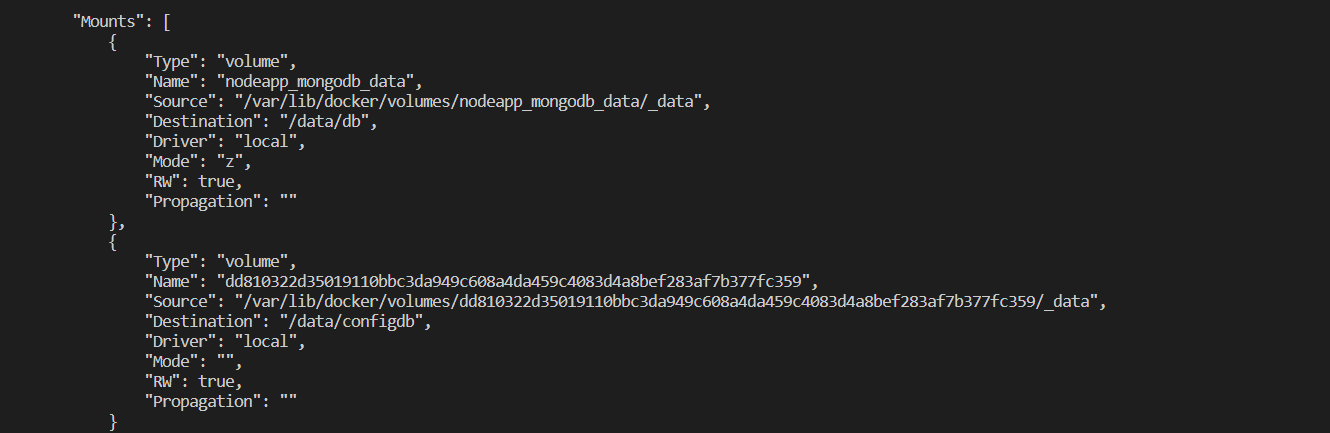 "Mounts": [
{
"Type": "volume",
"Name": "nodeapp_mongodb_data",
"Source": "/var/lib/docker/volumes/nodeapp_mongodb_data/_data",
"Destination": "/data/db",
"Driver": "local",
"Mode": "z",
"RW": true,
"Propagation": ""
},
{
"Type": "volume",
"Name": "dd810322d35019110bbc3da949c608a4da459c4083d4a8bef283af7b377fc359",
"Source": "/var/lib/docker/volumes/dd810322d35019110bbc3da949c608a4da459c4083d4a8bef283af7b377fc359/_data",
"Destination": "/data/configdb",
"Driver": "local",
"Mode": "",
"RW": true,
"Propagation": ""
}